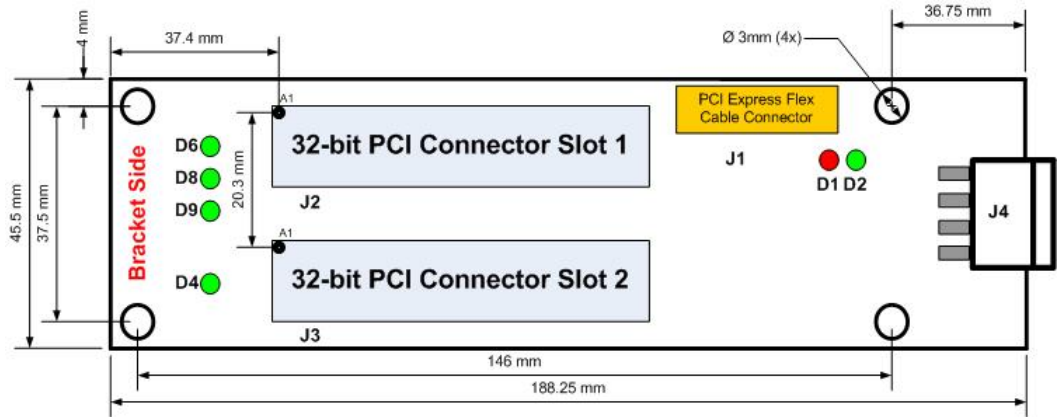 36.75 mm
4 mm
37.4 mm
Ø 3mm (4x)
A1
PCI Express Flex
Cable Connector
32-bit PCI Connector Slot 1
J1
D6
D8
D9
D4
D1 D2
J2
J4
20.3 mm
Bracket Side
37.5 mm
45.5 mm
A1
32-bit PCI Connector Slot 2
J3
146 mm
188.25 mm